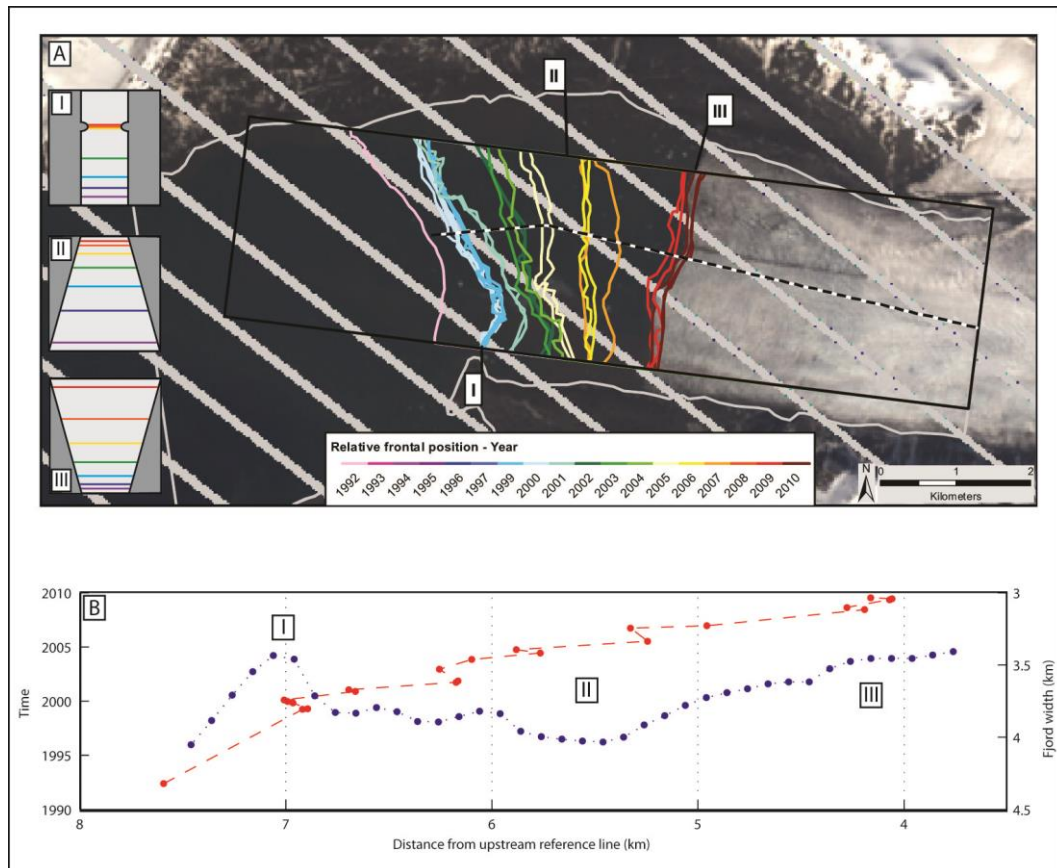 A
I
II
III
II
III
I
Relative frontal position - Year
1992 1993 1994 1995 1996 1997 1999 2000 2001 2002 2003 2004 2005 2006 2007 2008 2009 2010
N
0 1 2
Kilometers
B
I
II
III
2010
2005
2000
1995
1990
Time
3
3.5
4
4.5
Fjord width (km)
8 7 6 5 4
Distance from upstream reference line (km)